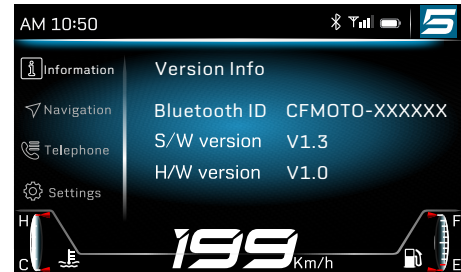 AM 10:50
5
Information
Version Info
Navigation
Bluetooth ID CFMOTO-XXXXXX
Telephone
S/W version V1.3
H/W version V1.0
Settings
H
F
199 Km/h
C
E